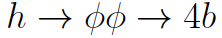 h → ϕϕ → 4b